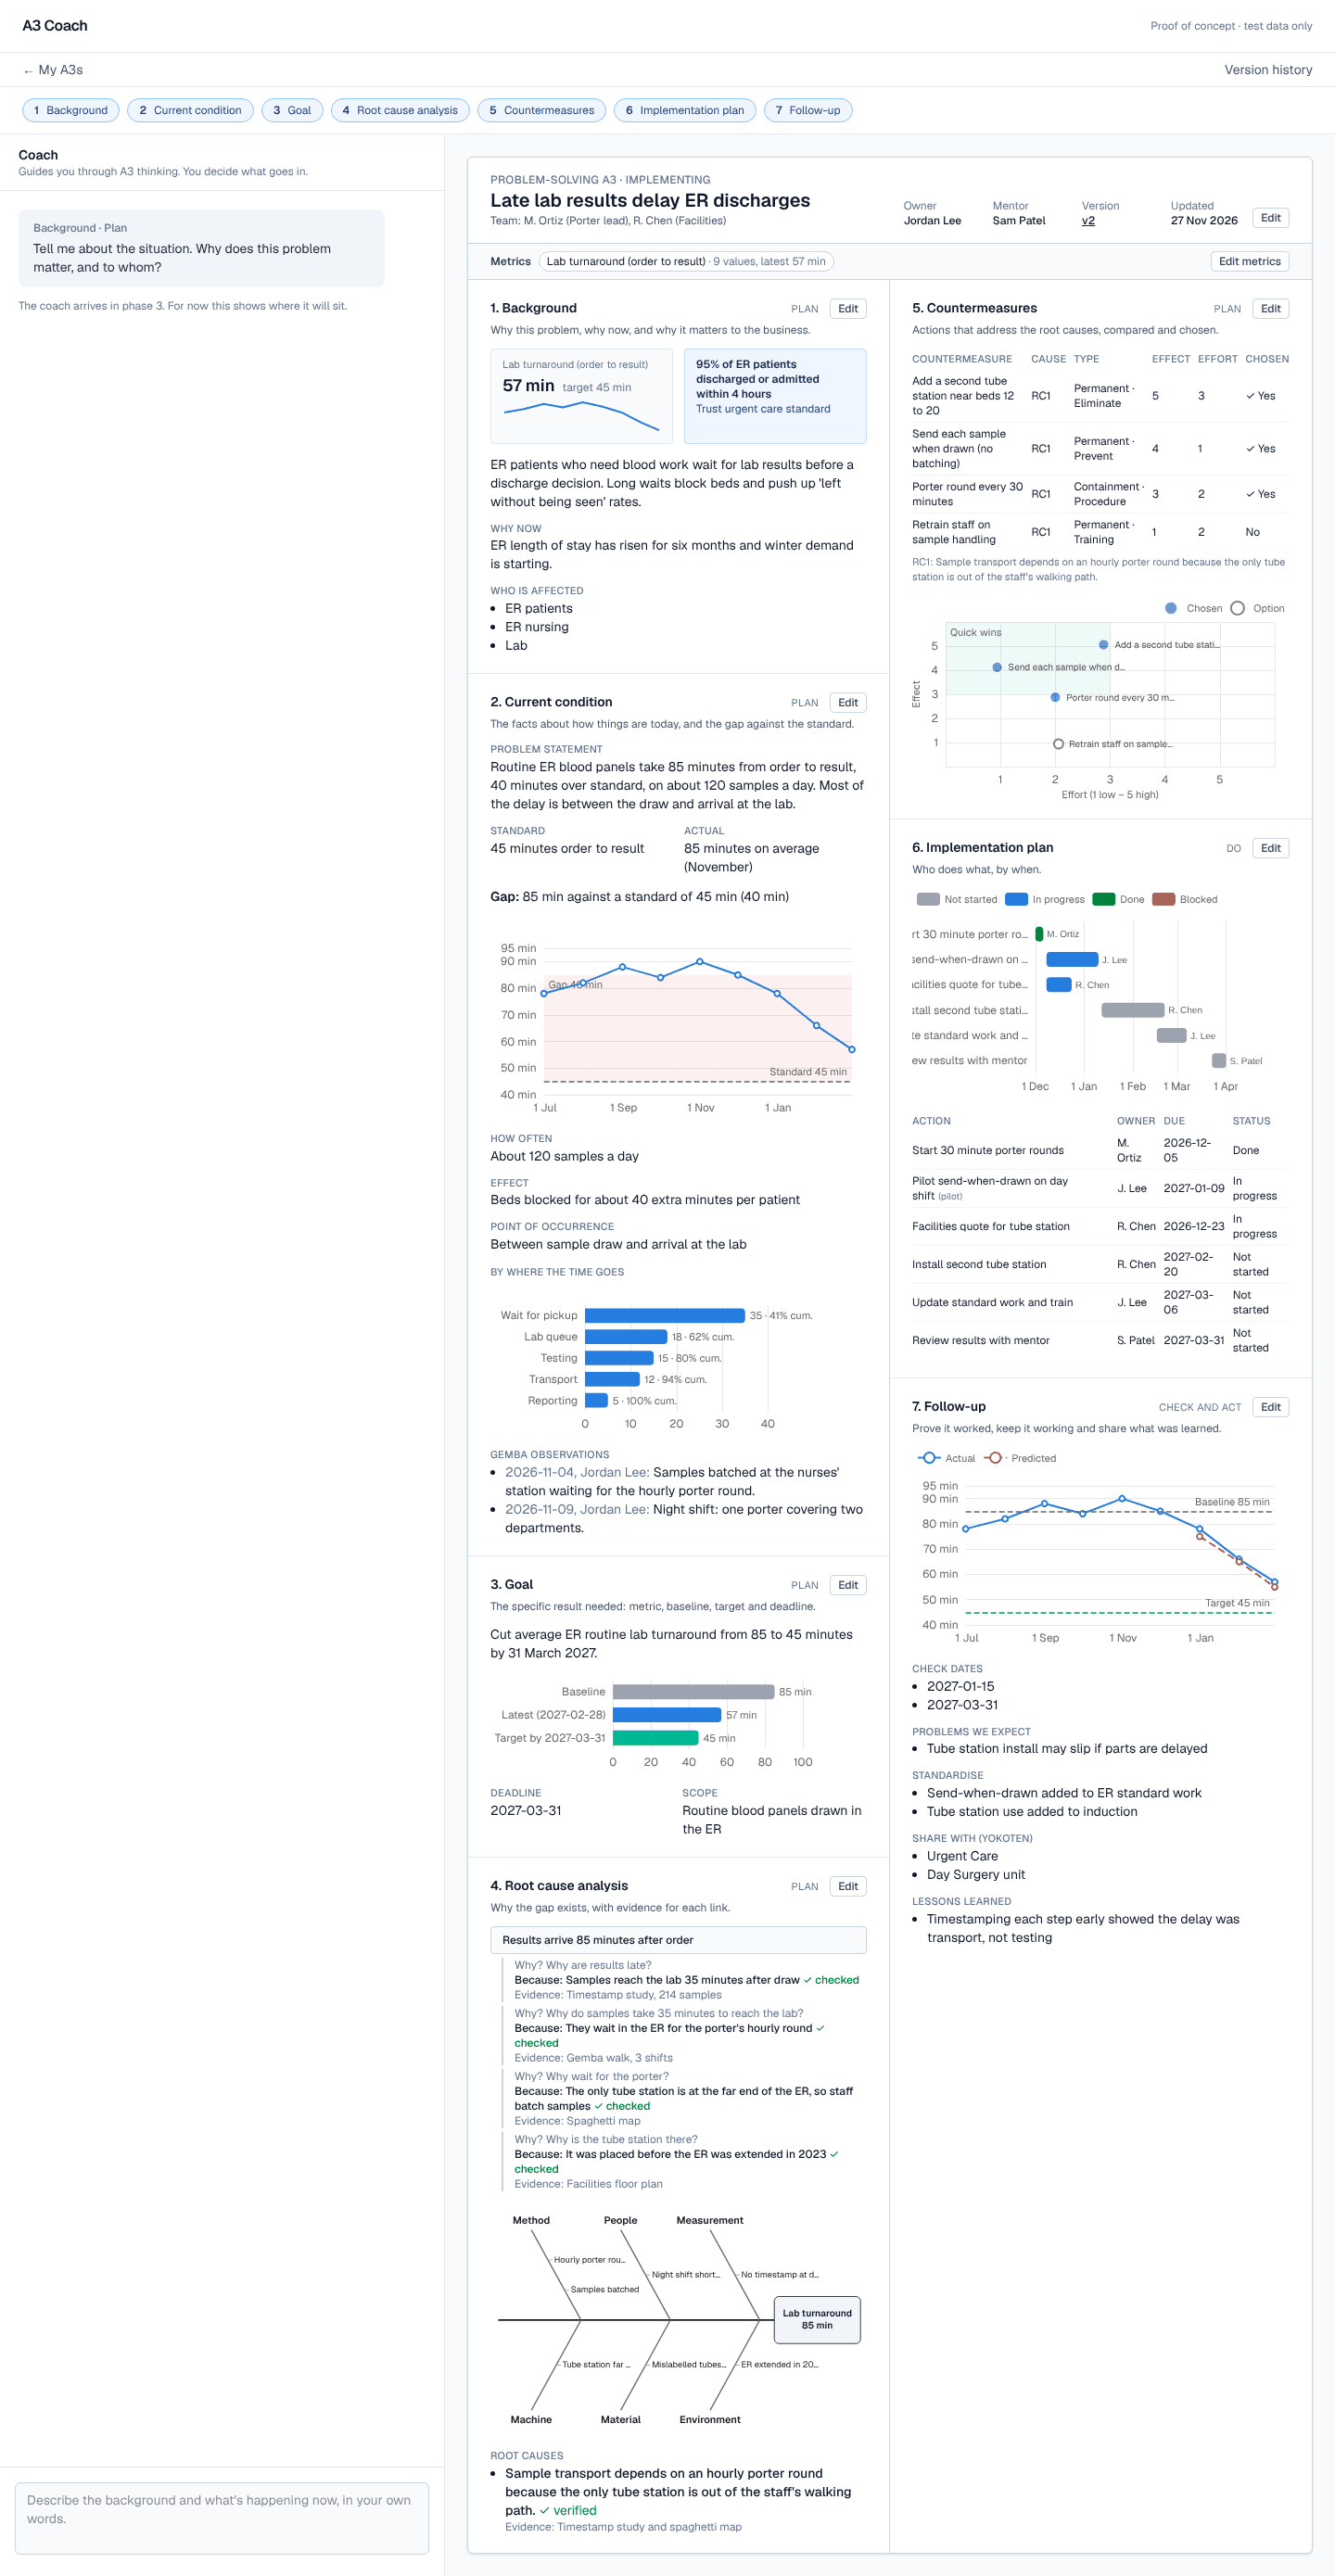 A3 Coach
Proof of concept · test data only
← My A3s
Version history
1 Background
2 Current condition
3 Goal
4 Root cause analysis
5 Countermeasures
6 Implementation plan
7 Follow-up
Coach
Guides you through A3 thinking. You decide what goes in.
Background · Plan
Tell me about the situation. Why does this problem
matter, and to whom?
The coach arrives in phase 3. For now this shows where it will sit.
Describe the background and what's happening now, in your own
words.
PROBLEM-SOLVING A3 · IMPLEMENTING
Late lab results delay ER discharges
Team: M. Ortiz (Porter lead), R. Chen (Facilities)
Owner
Jordan Lee
Mentor
Sam Patel
Version
v2
Updated
27 Nov 2026
Edit
Metrics
Lab turnaround (order to result) · 9 values, latest 57 min
Edit metrics
1. Background
PLAN
Edit
Why this problem, why now, and why it matters to the business.
Lab turnaround (order to result)
57 min target 45 min
95% of ER patients
discharged or admitted
within 4 hours
Trust urgent care standard
ER patients who need blood work wait for lab results before a
discharge decision. Long waits block beds and push up 'left
without being seen' rates.
WHY NOW
ER length of stay has risen for six months and winter demand
is starting.
WHO IS AFFECTED
• ER patients
• ER nursing
• Lab
2. Current condition
PLAN
Edit
The facts about how things are today, and the gap against the standard.
PROBLEM STATEMENT
Routine ER blood panels take 85 minutes from order to result,
40 minutes over standard, on about 120 samples a day. Most of
the delay is between the draw and arrival at the lab.
STANDARD
45 minutes order to result
ACTUAL
85 minutes on average
(November)
Gap: 85 min against a standard of 45 min (40 min)
95 min
90 min
80 min
70 min
60 min
50 min
40 min
Gap 40 min
Standard 45 min
1 Jul
1 Sep
1 Nov
1 Jan
HOW OFTEN
About 120 samples a day
EFFECT
Beds blocked for about 40 extra minutes per patient
POINT OF OCCURRENCE
Between sample draw and arrival at the lab
BY WHERE THE TIME GOES
Wait for pickup
35 · 41% cum.
Lab queue
18 · 62% cum.
Testing
15 · 80% cum.
Transport
12 · 94% cum.
Reporting
5 · 100% cum.
0
10
20
30
40
GEMBA OBSERVATIONS
• 2026-11-04, Jordan Lee: Samples batched at the nurses'
station waiting for the hourly porter round.
• 2026-11-09, Jordan Lee: Night shift: one porter covering two
departments.
3. Goal
PLAN
Edit
The specific result needed: metric, baseline, target and deadline.
Cut average ER routine lab turnaround from 85 to 45 minutes
by 31 March 2027.
Baseline
85 min
Latest (2027-02-28)
57 min
Target by 2027-03-31
45 min
0
20
40
60
80
100
DEADLINE
2027-03-31
SCOPE
Routine blood panels drawn in
the ER
4. Root cause analysis
PLAN
Edit
Why the gap exists, with evidence for each link.
Results arrive 85 minutes after order
Why? Why are results late?
Because: Samples reach the lab 35 minutes after draw ✓ checked
Evidence: Timestamp study, 214 samples
Why? Why do samples take 35 minutes to reach the lab?
Because: They wait in the ER for the porter's hourly round ✓
checked
Evidence: Gemba walk, 3 shifts
Why? Why wait for the porter?
Because: The only tube station is at the far end of the ER, so staff
batch samples ✓ checked
Evidence: Spaghetti map
Why? Why is the tube station there?
Because: It was placed before the ER was extended in 2023 ✓
checked
Evidence: Facilities floor plan
Method
People
Measurement
Hourly porter rou...
Samples batched
Night shift short...
No timestamp at d...
Lab turnaround
85 min
Tube station far ...
Mislabelled tubes...
ER extended in 20...
Machine
Material
Environment
ROOT CAUSES
• Sample transport depends on an hourly porter round
because the only tube station is out of the staff's walking
path. ✓ verified
Evidence: Timestamp study and spaghetti map
5. Countermeasures
PLAN
Edit
Actions that address the root causes, compared and chosen.
COUNTERMEASURE CAUSE TYPE EFFECT EFFORT CHOSEN
Add a second tube
station near beds 12
to 20
RC1
Permanent ·
Eliminate
5
3
✓ Yes
Send each sample
when drawn (no
batching)
RC1
Permanent ·
Prevent
4
1
✓ Yes
Porter round every 30
minutes
RC1
Containment ·
Procedure
3
2
✓ Yes
Retrain staff on
sample handling
RC1
Permanent ·
Training
1
2
No
RC1: Sample transport depends on an hourly porter round because the only tube
station is out of the staff's walking path.
Chosen
Option
Quick wins
Effect
5
4
3
2
1
Add a second tube stati...
Send each sample when d...
Porter round every 30 m...
Retrain staff on sample...
1
2
3
4
5
Effort (1 low – 5 high)
6. Implementation plan
DO
Edit
Who does what, by when.
Not started
In progress
Done
Blocked
rt 30 minute porter ro...
M. Ortiz
send-when-drawn on ...
J. Lee
acilities quote for tube...
R. Chen
stall second tube stati...
R. Chen
te standard work and ...
J. Lee
ew results with mentor
S. Patel
1 Dec
1 Jan
1 Feb
1 Mar
1 Apr
ACTION OWNER DUE STATUS
Start 30 minute porter rounds
M.
Ortiz
2026-12-
05
Done
Pilot send-when-drawn on day
shift (pilot)
J. Lee
2027-01-09
In
progress
Facilities quote for tube station
R. Chen
2026-12-23
In
progress
Install second tube station
R. Chen
2027-02-
20
Not
started
Update standard work and train
J. Lee
2027-03-
06
Not
started
Review results with mentor
S. Patel
2027-03-31
Not
started
7. Follow-up
CHECK AND ACT
Edit
Prove it worked, keep it working and share what was learned.
Actual
Predicted
95 min
90 min
80 min
70 min
60 min
50 min
40 min
Baseline 85 min
Target 45 min
1 Jul
1 Sep
1 Nov
1 Jan
CHECK DATES
• 2027-01-15
• 2027-03-31
PROBLEMS WE EXPECT
• Tube station install may slip if parts are delayed
STANDARDISE
• Send-when-drawn added to ER standard work
• Tube station use added to induction
SHARE WITH (YOKOTEN)
• Urgent Care
• Day Surgery unit
LESSONS LEARNED
• Timestamping each step early showed the delay was
transport, not testing